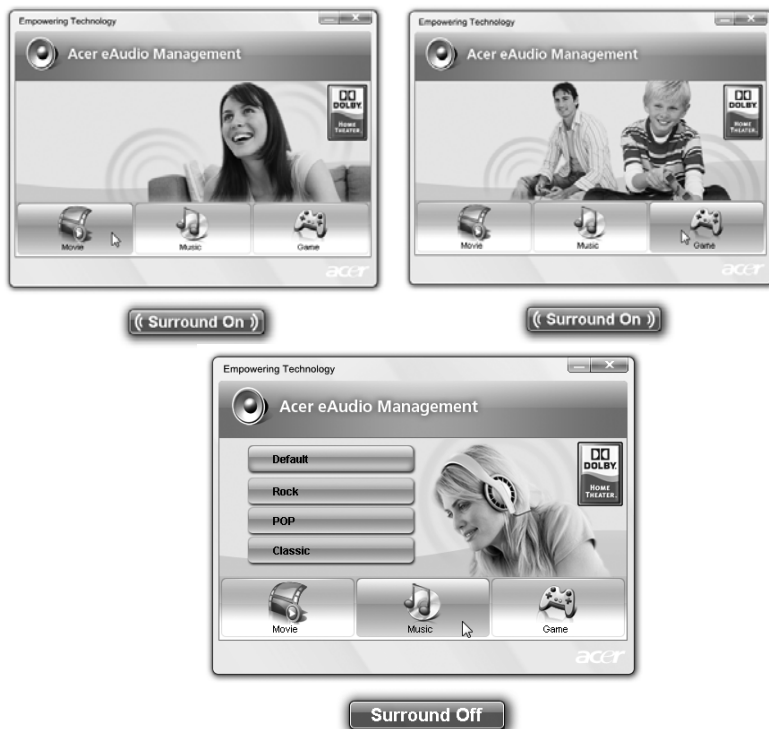 Empowering Technology
Acer eAudio Management
DOLBY
HOME
THEATER
Movie
Music
Game
acer
Surround On
Empowering Technology
Acer eAudio Management
DOLBY
HOME
THEATER
Movie
Music
Game
acer
Surround On
Empowering Technology
Acer eAudio Management
Default
Rock
POP
Classic
DOLBY
HOME
THEATER
Movie
Music
Game
acer
Surround Off